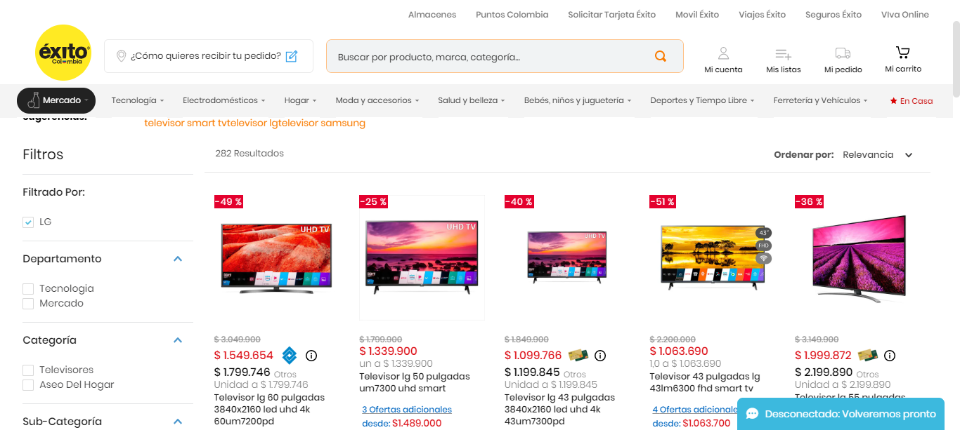 Almacenes Puntos Colombia Solicitar Tarjeta Éxito Movil Éxito Viajes Éxito Seguros Éxito Viva Online
éxito
Colombia
¿Cómo quieres recibir tu pedido?
Buscar por producto, marca, categoría...
Mi cuenta Mis listas Mi pedido Mi carrito
Mercado Tecnología Electrodomésticos Hogar Moda y accesorios Salud y belleza Bebés, niños y juguetería Deportes y Tiempo Libre Ferretería y Vehículos En Casa
Sugerencias: televisor smart tvtelevisor lgtelevisor samsung
Filtros
282 Resultados
Ordenar por: Relevancia
Filtrado Por:
LG
Departamento
Tecnologia
Mercado
Categoría
Televisores
Aseo Del Hogar
Sub-Categoría
-49 %
UHD TV
$ 3.049.900
$ 1.549.654
$ 1.799.746 Otros
Unidad a $ 1.799.746
Televisor lg 60 pulgadas
3840x2160 led uhd 4k
60um7200pd
-25 %
UHD TV
$ 1.799.900
$ 1.339.900
un a $ 1.339.900
Televisor lg 50 pulgadas
um7300 uhd smart
3 Ofertas adicionales
desde: $1.489.000
-40 %
UHD TV
$ 1.849.900
$ 1.099.766
$ 1.199.845 Otros
Unidad a $ 1.199.845
Televisor lg 43 pulgadas
3840x2160 led uhd 4k
43um7300pd
-51 %
43"
FHD
$ 2.200.000
$ 1.063.690
1,0 a $ 1.063.690
Televisor 43 pulgadas lg
43lm6300 fhd smart tv
4 Ofertas adicionales
desde: $1.063.700
-36 %
$ 3.149.900
$ 1.999.872
$ 2.199.890 Otros
Unidad a $ 2.199.890
Televisor lg 55 pulgadas
Desconectado: Volveremos pronto